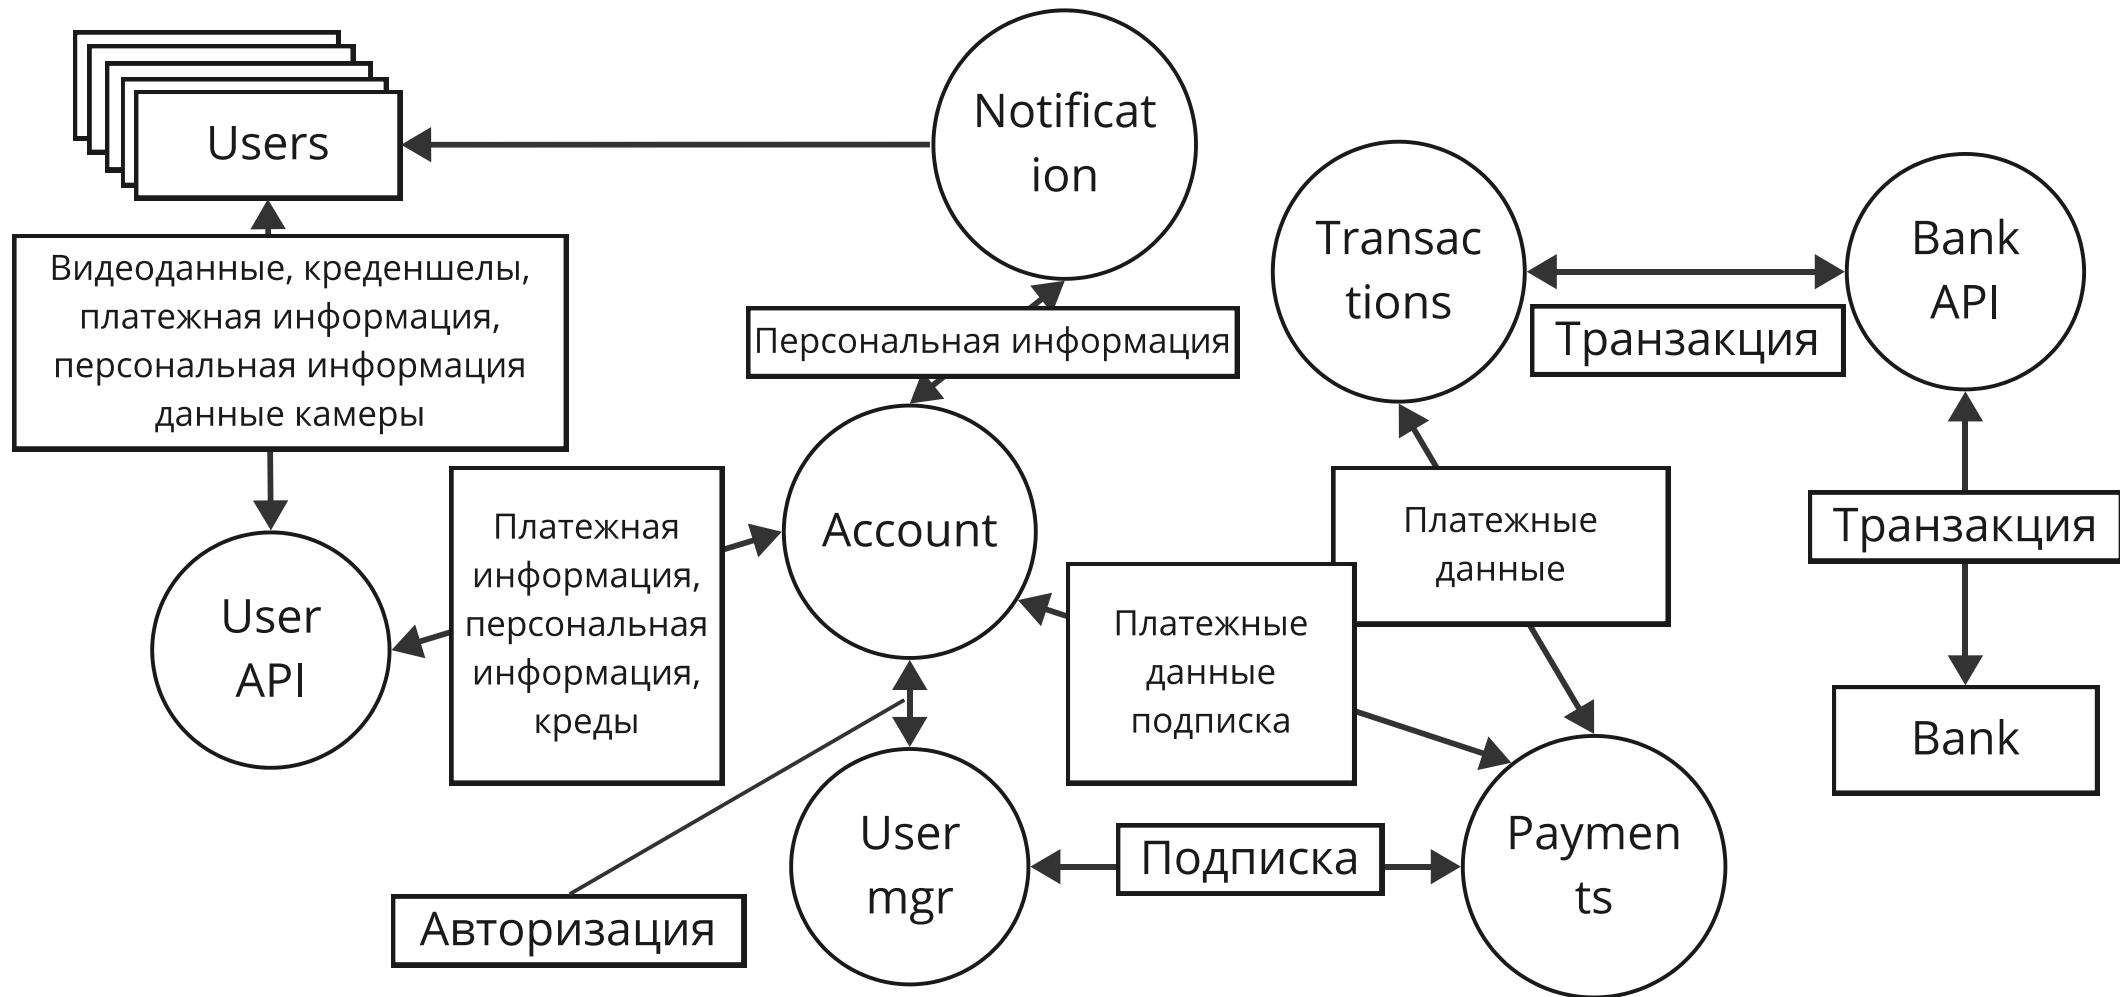 Users
Notificat
ion
Transac
tions
Bank
API
Видеоданные, креденшелы,
платежная информация,
персональная информация
данные камеры
Персональная информация
Транзакция
Платежная
информация,
персональная
информация,
креды
Account
Платежные
данные
Транзакция
User
API
Платежные
данные
подписка
Bank
User
mgr
Подписка
Paymen
ts
Авторизация